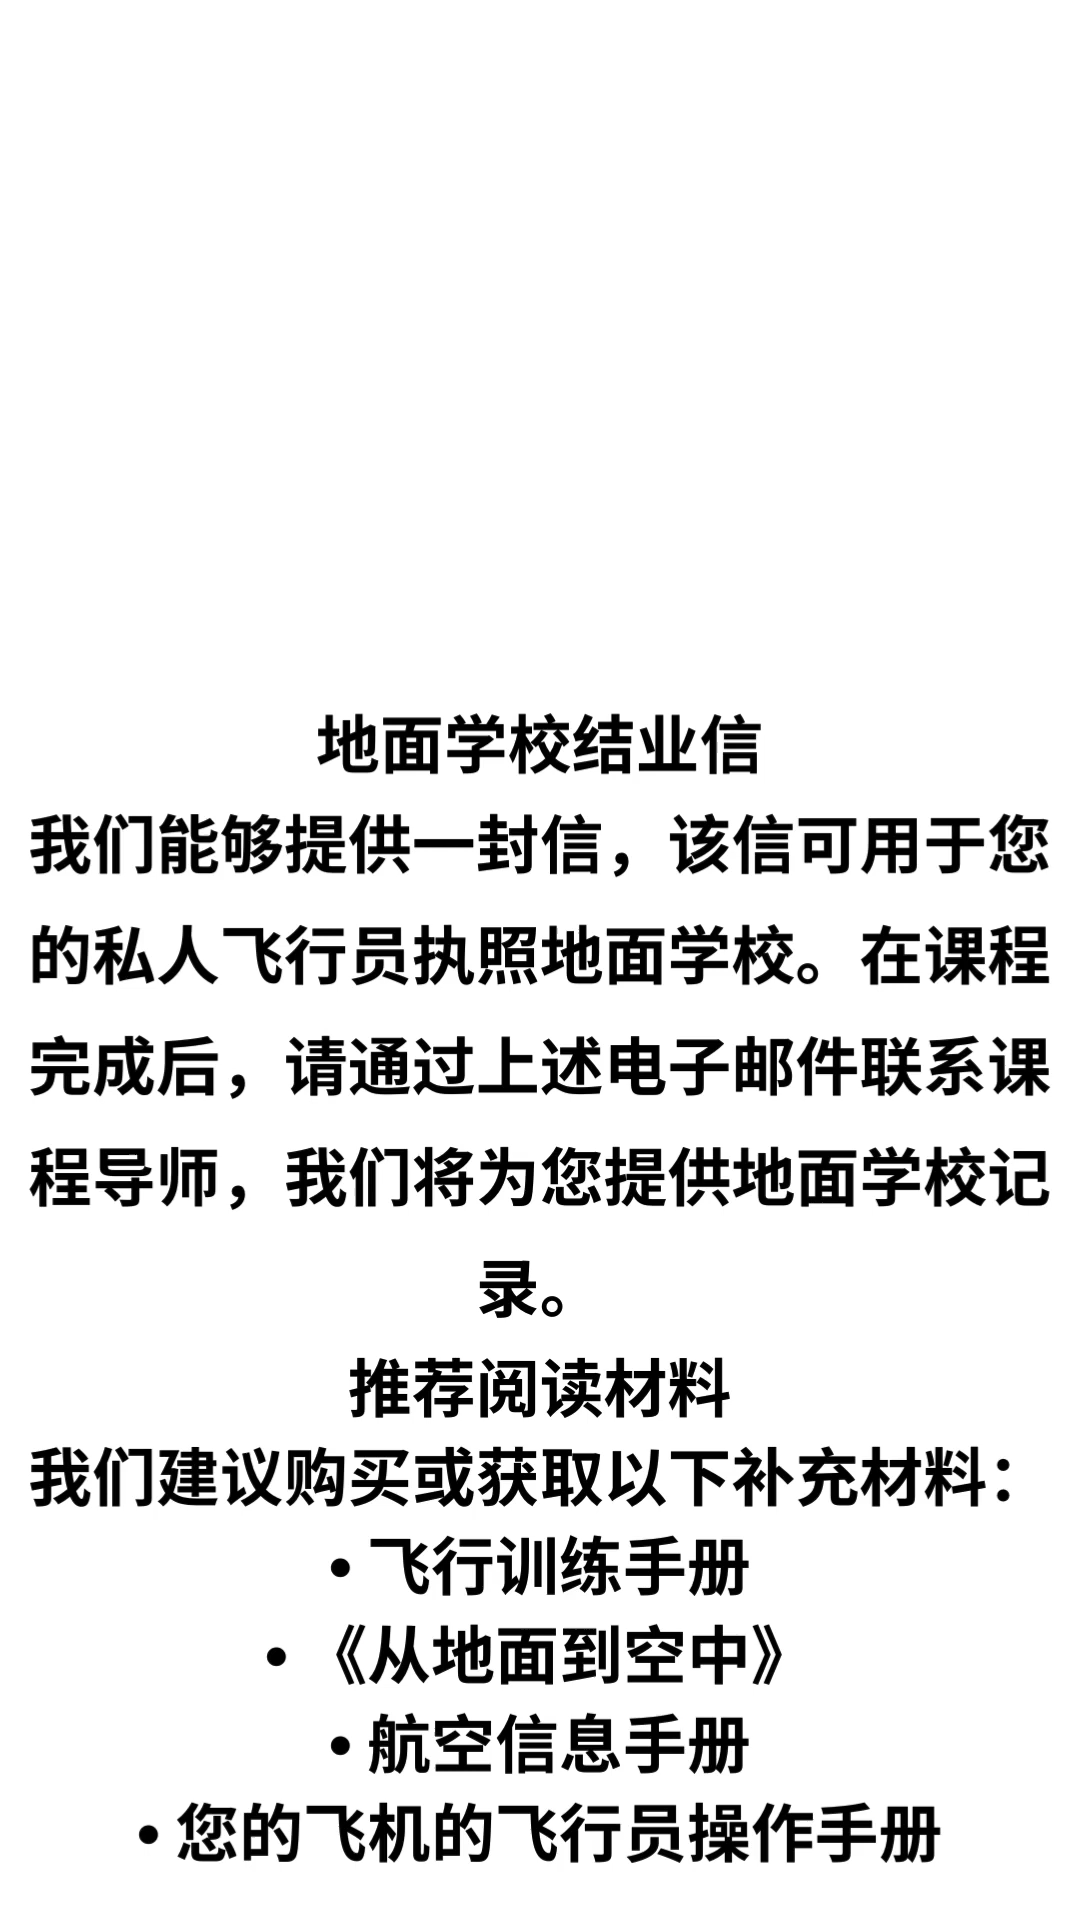 地面学校结业信
我们能够提供一封信，该信可用于您
的私人飞行员执照地面学校。在课程
完成后，请通过上述电子邮件联系课
程导师，我们将为您提供地面学校记
录。
推荐阅读材料
我们建议购买或获取以下补充材料：
• 飞行训练手册
• 《从地面到空中》
• 航空信息手册
• 您的飞机的飞行员操作手册